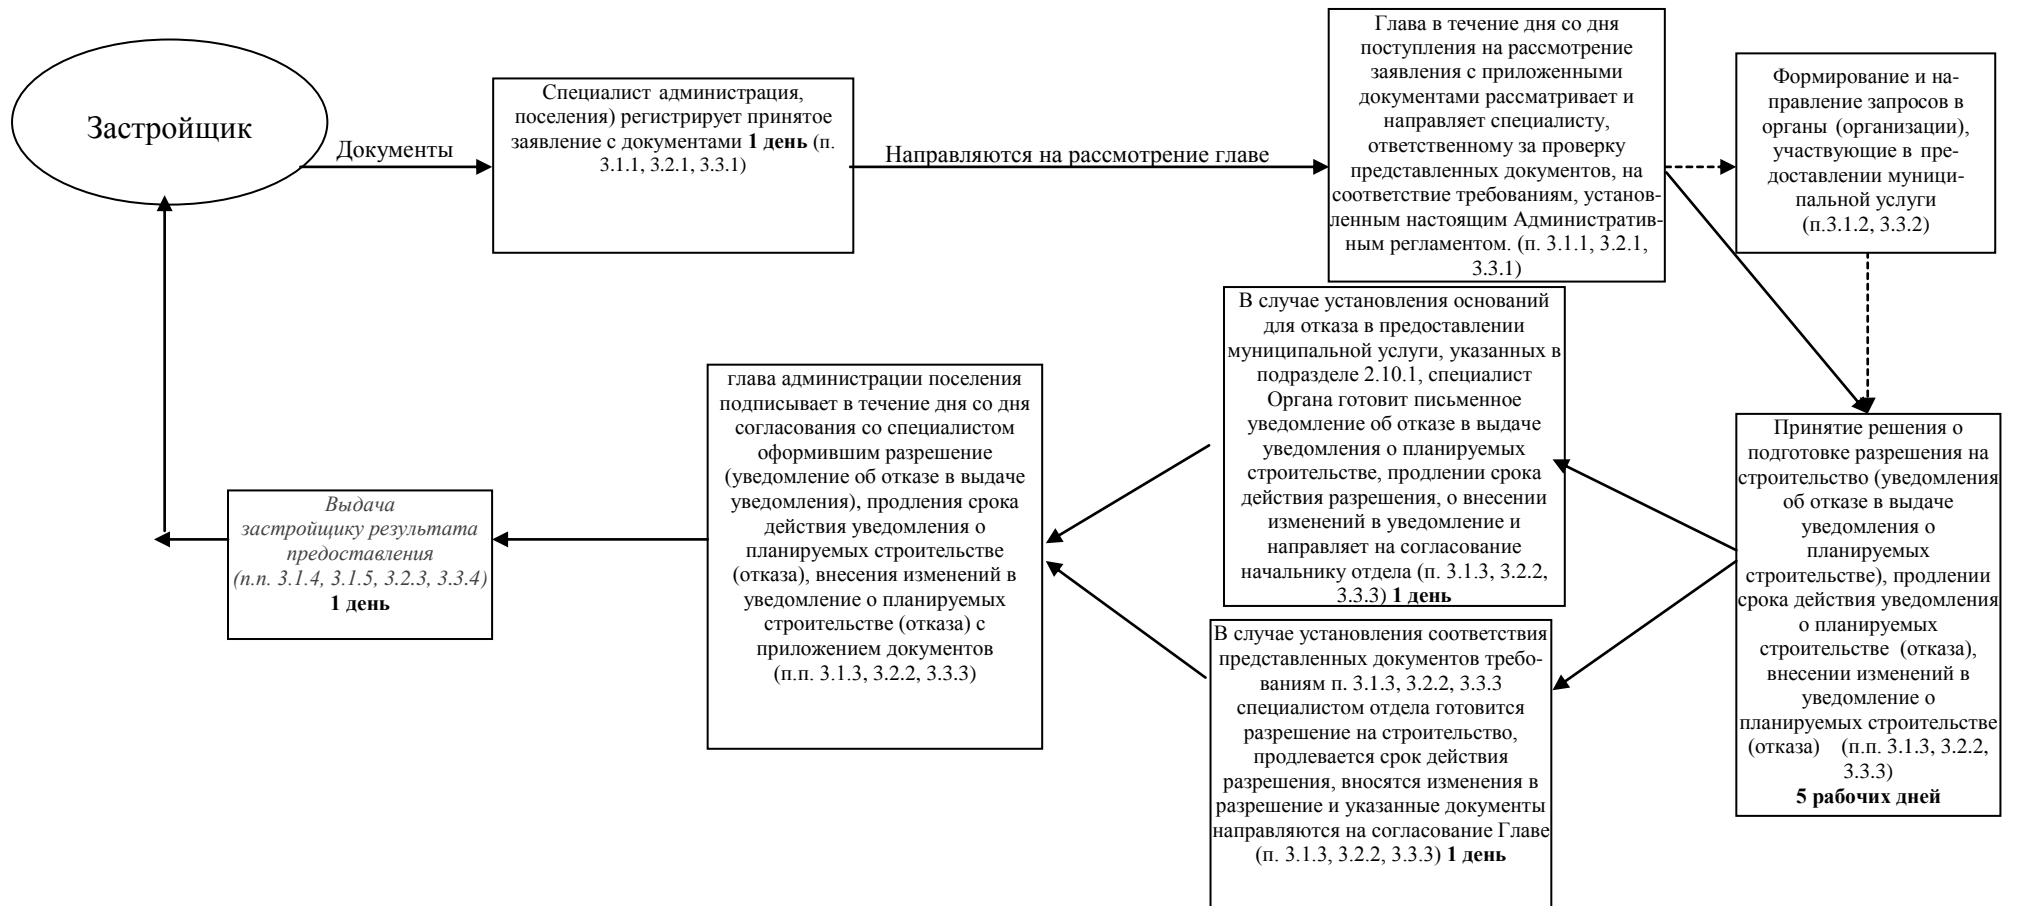 Застройщик
Документы
Специалист администрация,
поселения) регистрирует принятое
заявление с документами 1 день (п.
3.1.1, 3.2.1, 3.3.1)
Направляются на рассмотрение главе
Глава в течение дня со дня
поступления на рассмотрение
заявления с приложенными
документами рассматривает и
направляет специалисту,
ответственному за проверку
представленных документов, на
соответствие требованиям, установ-
ленным настоящим Административ-
ным регламентом. (п. 3.1.1, 3.2.1,
3.3.1)
Формирование и на-
правление запросов в
органы (организации),
участвующие в пре-
доставлении муници-
пальной услуги
(п.3.1.2, 3.3.2)
Принятие решения о
подготовке разрешения на
строительство (уведомления
об отказе в выдаче
уведомления о
планируемых
строительстве), продлении
срока действия уведомления
о планируемых
строительстве (отказа),
внесении изменений в
уведомление о
планируемых строительстве
(отказа) (п.п. 3.1.3, 3.2.2,
3.3.3)
5 рабочих дней
В случае установления оснований
для отказа в предоставлении
муниципальной услуги, указанных в
подразделе 2.10.1, специалист
Органа готовит письменное
уведомление об отказе в выдаче
уведомления о планируемых
строительстве, продлении срока
действия разрешения, о внесении
изменений в уведомление и
направляет на согласование
начальнику отдела (п. 3.1.3, 3.2.2,
3.3.3) 1 день
В случае установления соответствия
представленных документов требо-
ваниям п. 3.1.3, 3.2.2, 3.3.3
специалистом отдела готовится
разрешение на строительство,
продлевается срок действия
разрешения, вносятся изменения в
разрешение и указанные документы
направляются на согласование Главе
(п. 3.1.3, 3.2.2, 3.3.3) 1 день
глава администрации поселения
подписывает в течение дня со дня
согласования со специалистом
оформившим разрешение
(уведомление об отказе в выдаче
уведомления), продления срока
действия уведомления о
планируемых строительстве
(отказа), внесения изменений в
уведомление о планируемых
строительстве (отказа) с
приложением документов
(п.п. 3.1.3, 3.2.2, 3.3.3)
Выдача
застройщику результата
предоставления
(п.п. 3.1.4, 3.1.5, 3.2.3, 3.3.4)
1 день